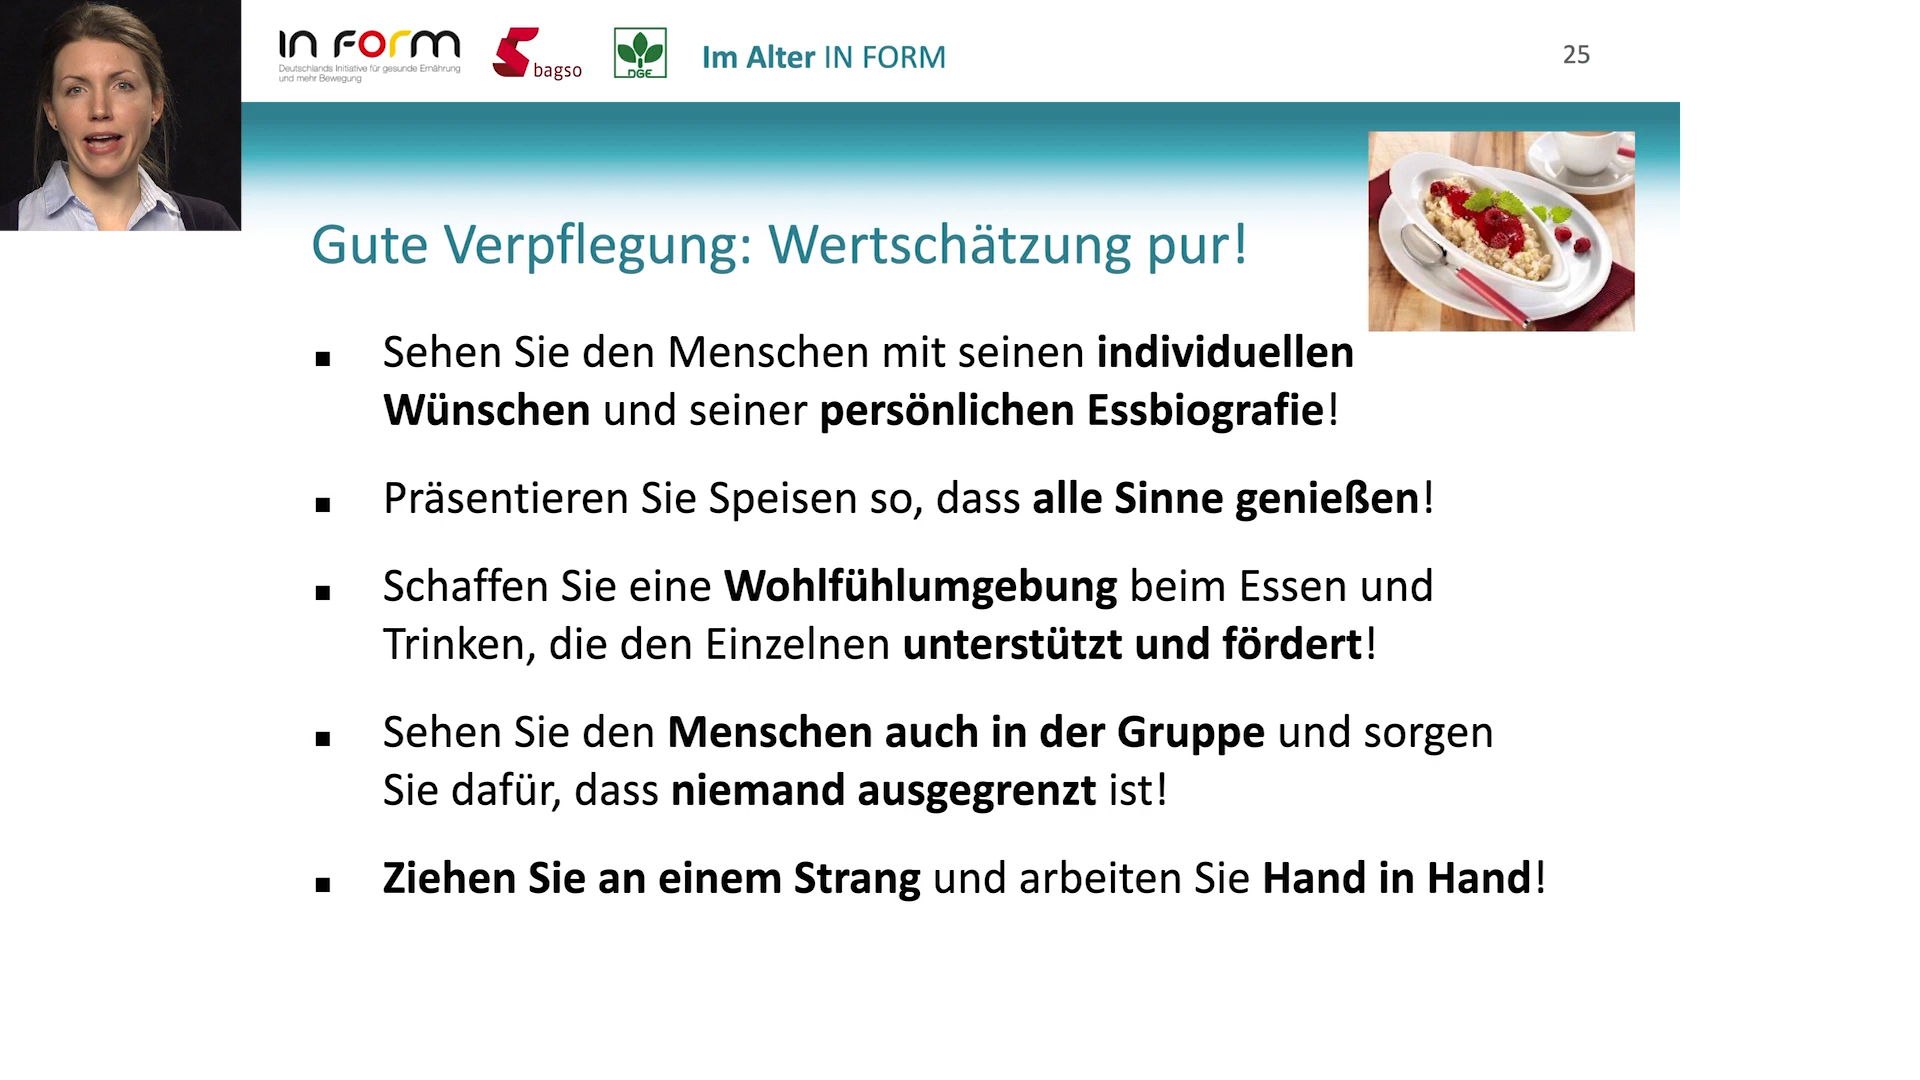 IN FORM
Deutschlands Initiative für gesunde Ernährung
und mehr Bewegung
bagso
DGE
Im Alter IN FORM
25
Gute Verpflegung: Wertschätzung pur!
▪ Sehen Sie den Menschen mit seinen individuellen
Wünschen und seiner persönlichen Essbiografie!
▪ Präsentieren Sie Speisen so, dass alle Sinne genießen!
▪ Schaffen Sie eine Wohlfühlumgebung beim Essen und
Trinken, die den Einzelnen unterstützt und fördert!
▪ Sehen Sie den Menschen auch in der Gruppe und sorgen
Sie dafür, dass niemand ausgegrenzt ist!
▪ Ziehen Sie an einem Strang und arbeiten Sie Hand in Hand!